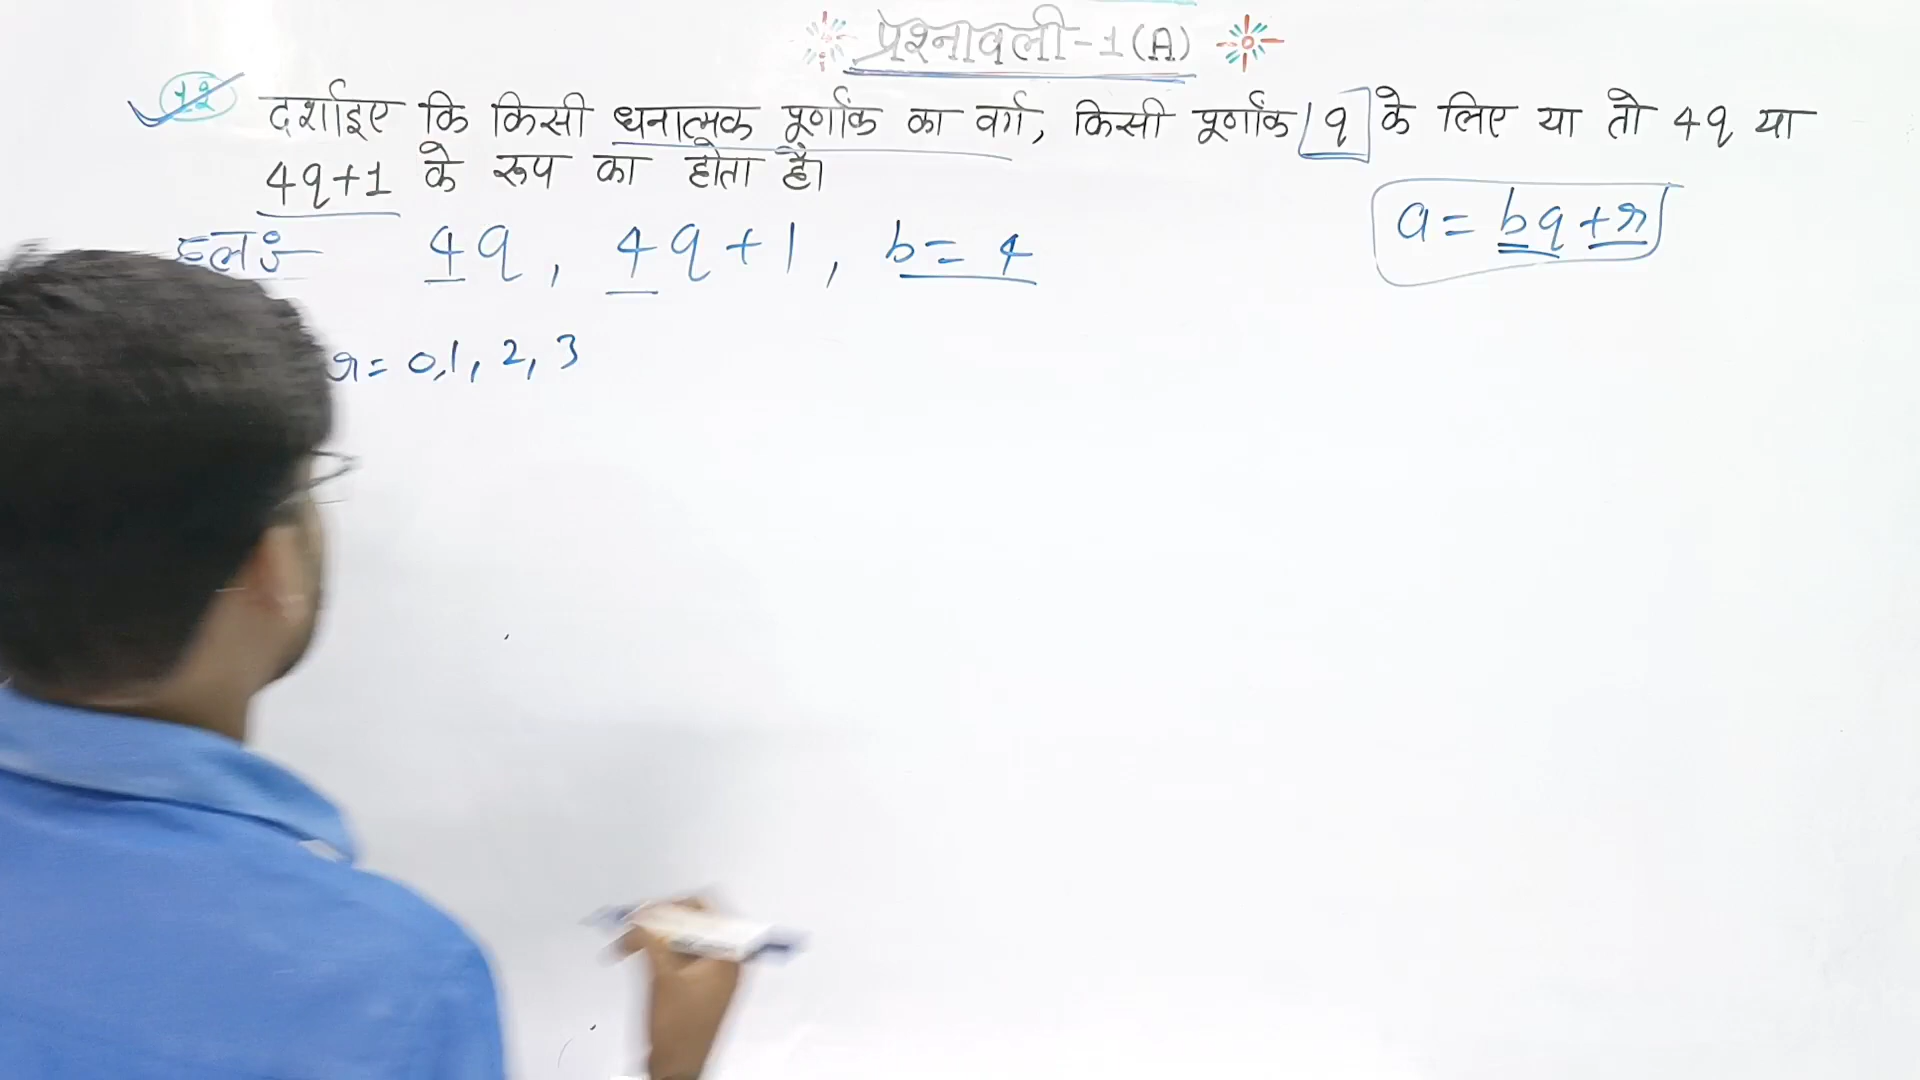 प्रश्नावली-1(A)
12 दर्शाइए कि किसी धनात्मक पूर्णांक का वर्ग, किसी पूर्णांक q के लिए या तो 4q या
4q+1 के रूप का होता है।
a = bq + r
हलः- 4q, 4q+1, b = 4
r = 0,1, 2, 3